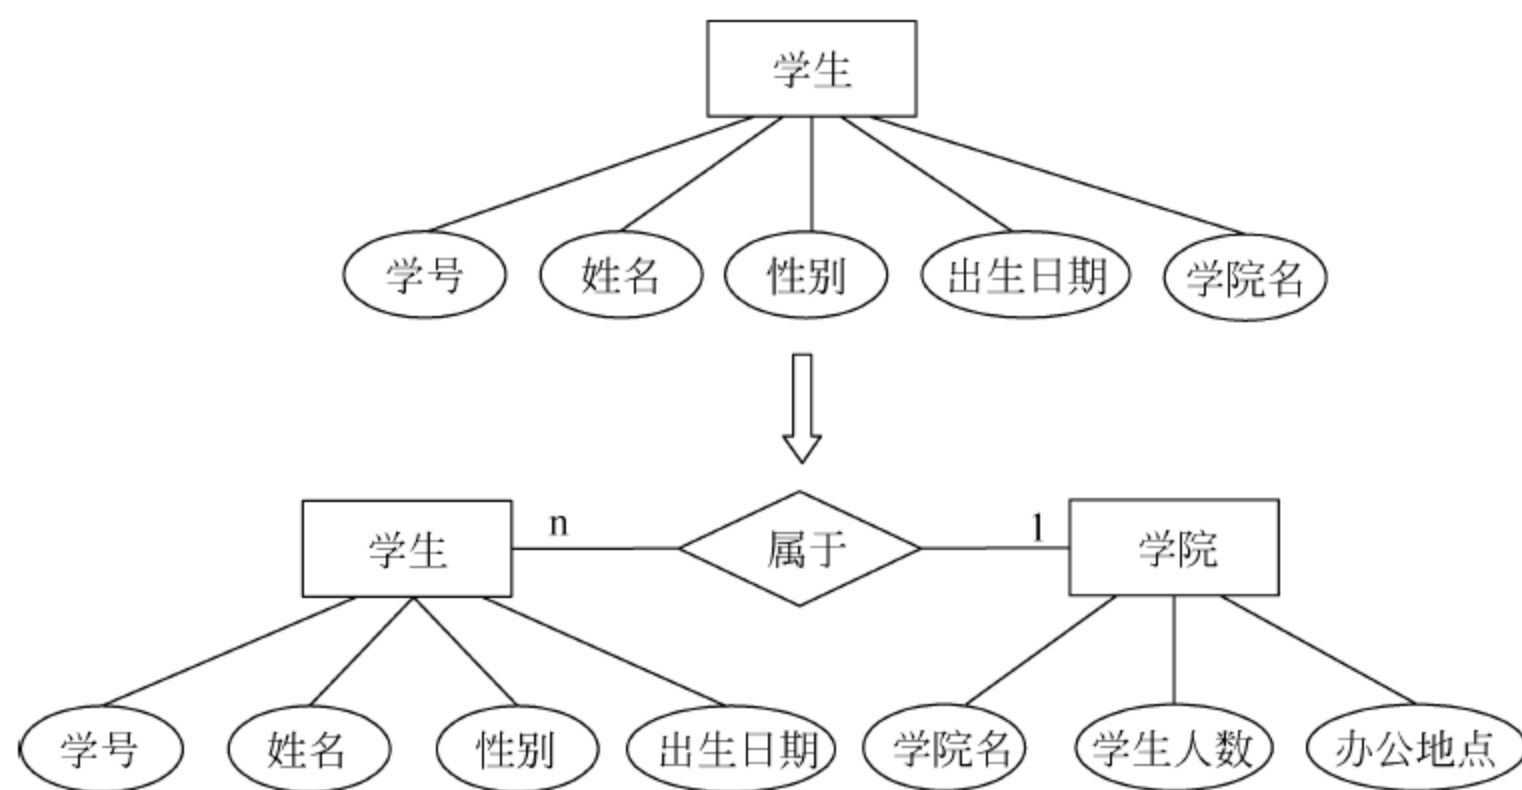 学生
学号 姓名 性别 出生日期 学院名
学生 n 属于 1 学院
学号 姓名 性别 出生日期 学院名 学生人数 办公地点